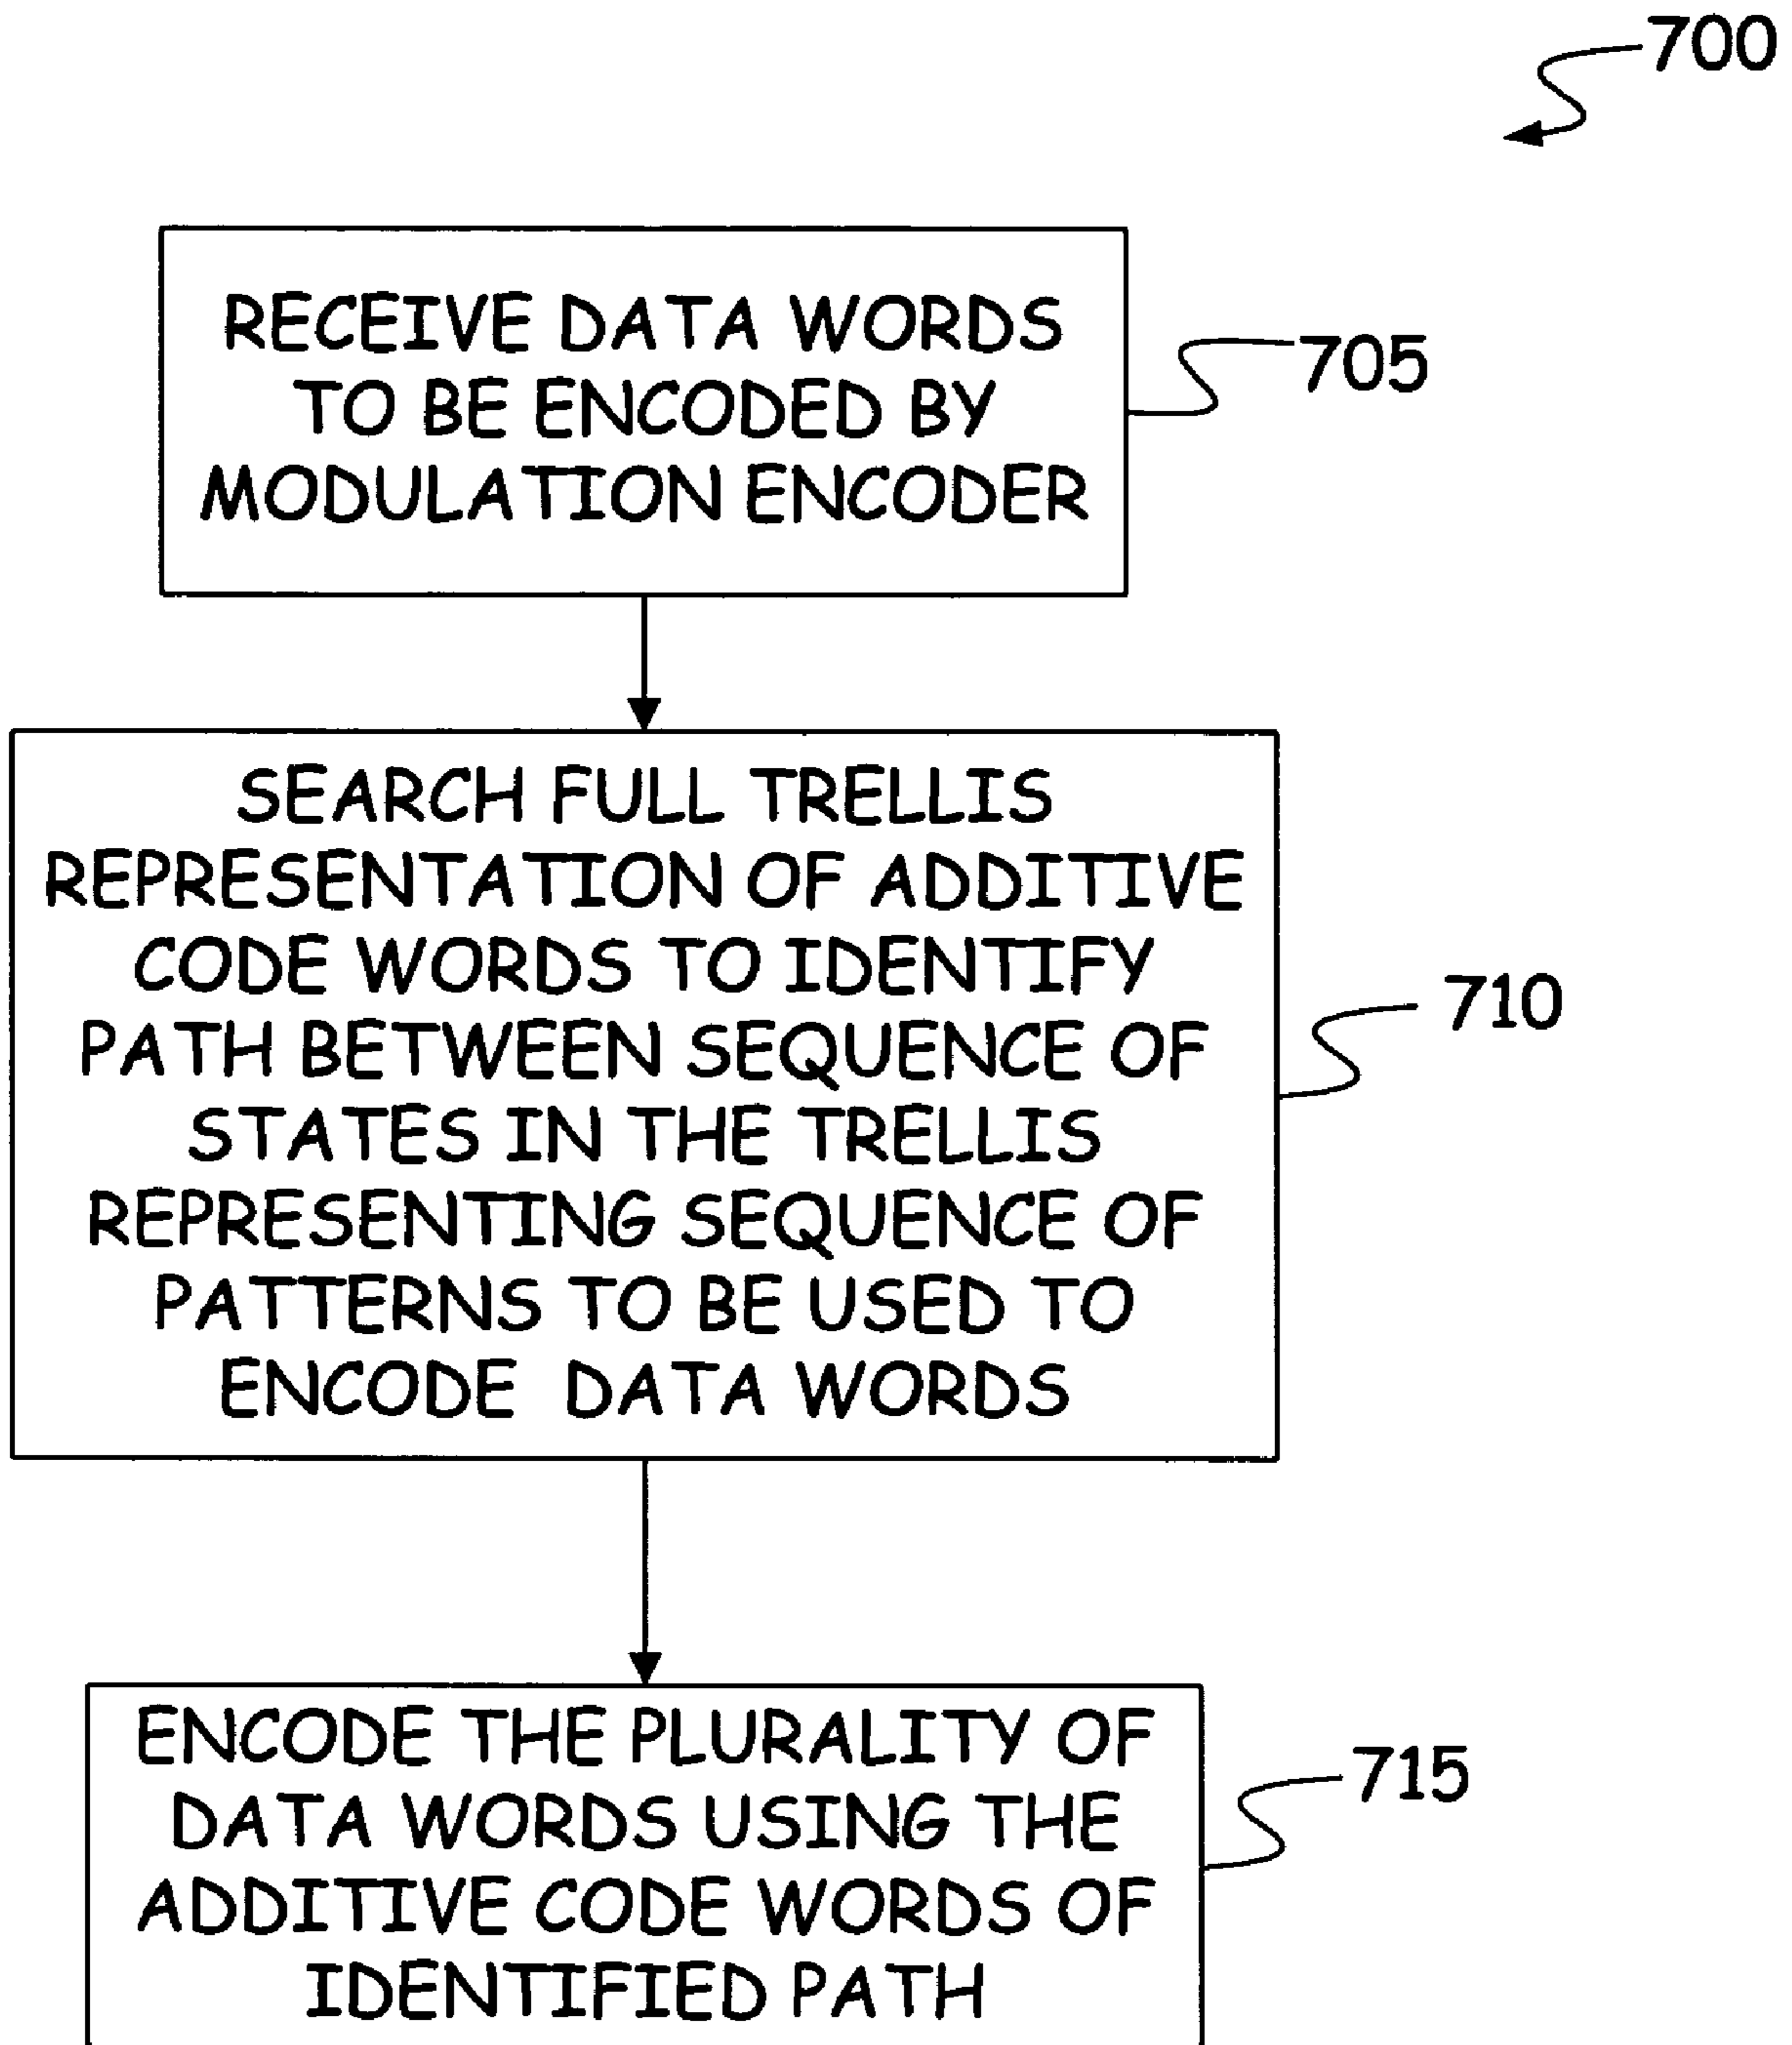 700
RECEIVE DATA WORDS
TO BE ENCODED BY
MODULATION ENCODER
705
SEARCH FULL TRELLIS
REPRESENTATION OF ADDITIVE
CODE WORDS TO IDENTIFY
PATH BETWEEN SEQUENCE OF
STATES IN THE TRELLIS
REPRESENTING SEQUENCE OF
PATTERNS TO BE USED TO
ENCODE DATA WORDS
710
ENCODE THE PLURALITY OF
DATA WORDS USING THE
ADDITIVE CODE WORDS OF
IDENTIFIED PATH
715